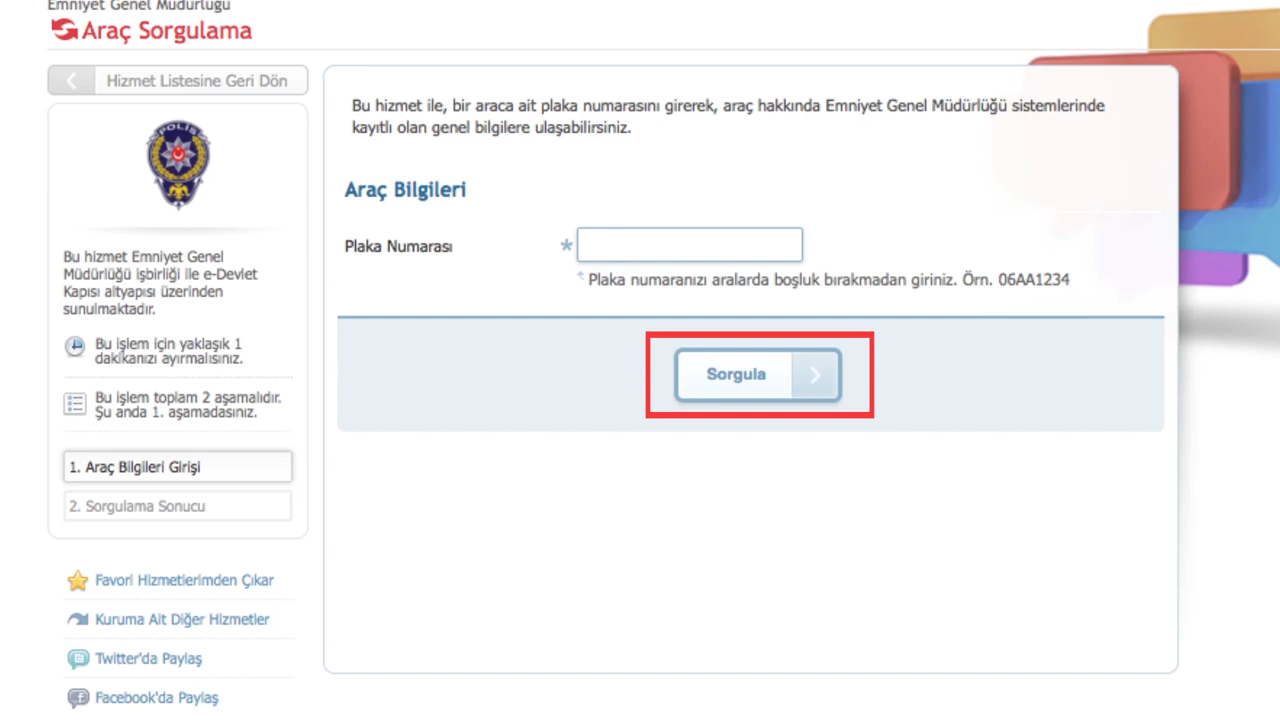 Emniyet Genel Müdürlüğü
Araç Sorgulama
Hizmet Listesine Geri Dön
POLİS
Bu hizmet Emniyet Genel
Müdürlüğü işbirliği ile e-Devlet
Kapısı altyapısı üzerinden
sunulmaktadır.
Bu işlem için yaklaşık 1
dakikanızı ayırmalısınız.
Bu işlem toplam 2 aşamalıdır.
Şu anda 1. aşamadasınız.
1. Araç Bilgileri Girişi
2. Sorgulama Sonucu
Favori Hizmetlerimden Çıkar
Kuruma Ait Diğer Hizmetler
Twitter'da Paylaş
Facebook'da Paylaş
Bu hizmet ile, bir araca ait plaka numarasını girerek, araç hakkında Emniyet Genel Müdürlüğü sistemlerinde
kayıtlı olan genel bilgilere ulaşabilirsiniz.
Araç Bilgileri
Plaka Numarası *
Plaka numaranızı aralarda boşluk bırakmadan giriniz. Örn. 06AA1234
Sorgula